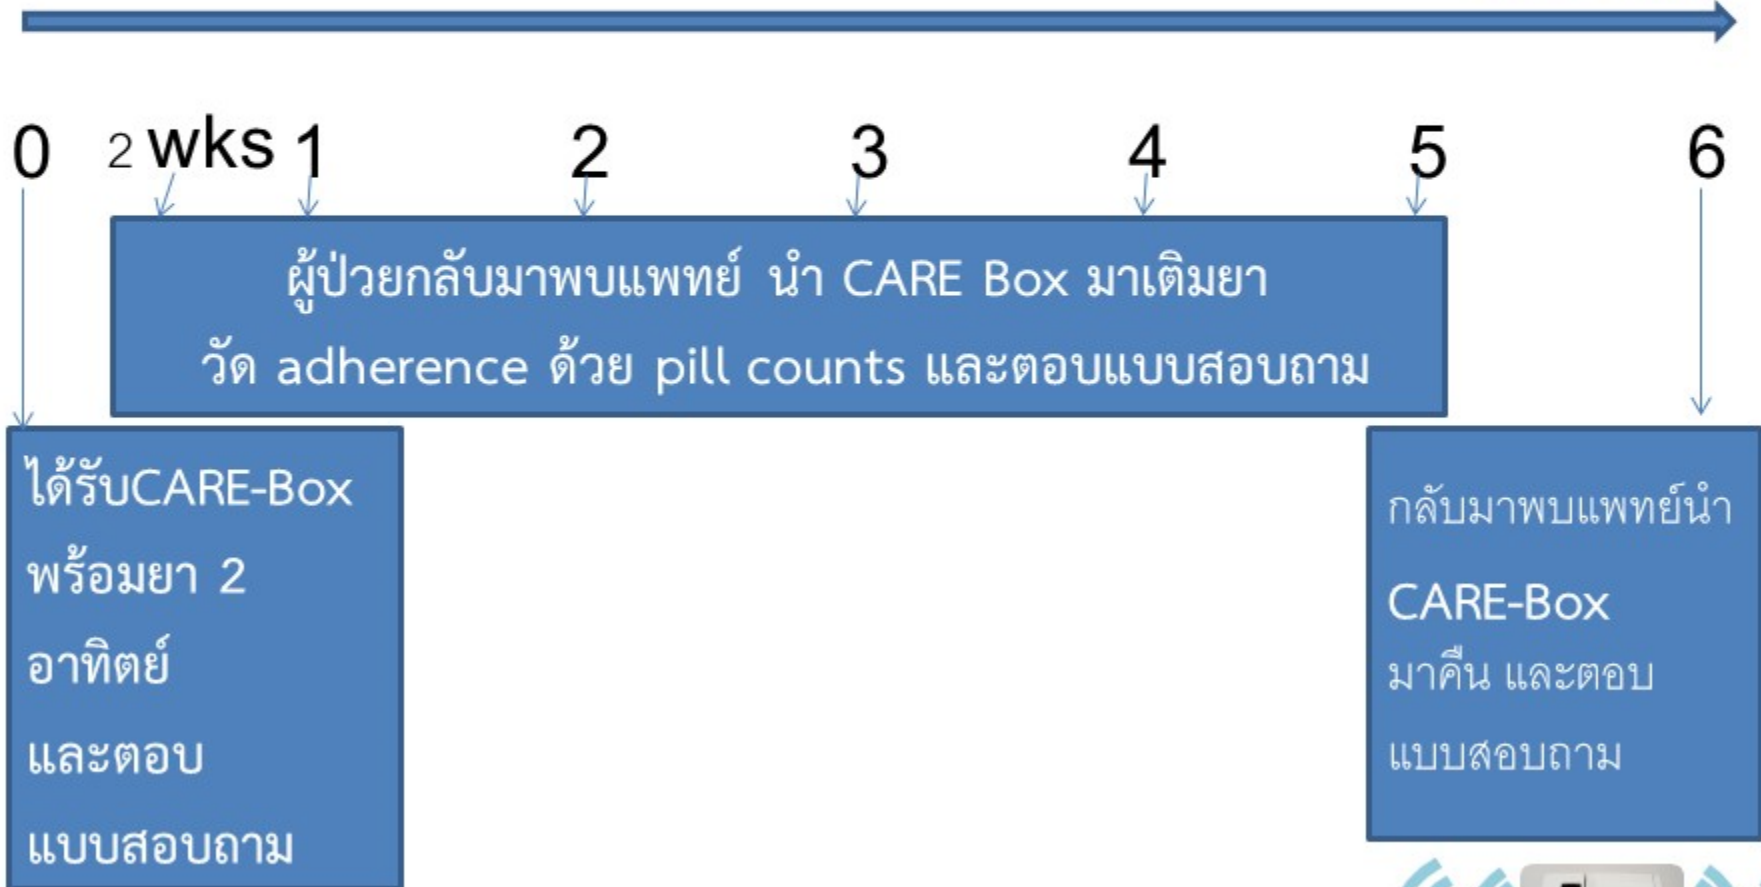 0 2 wks 1 2 3 4 5 6
ผู้ป่วยกลับมาพบแพทย์ นำ CARE Box มาเติมยา
วัด adherence ด้วย pill counts และตอบแบบสอบถาม
ได้รับCARE-Box
พร้อมยา 2
อาทิตย์
และตอบ
แบบสอบถาม
กลับมาพบแพทย์นำ
CARE-Box
มาคืน และตอบ
แบบสอบถาม